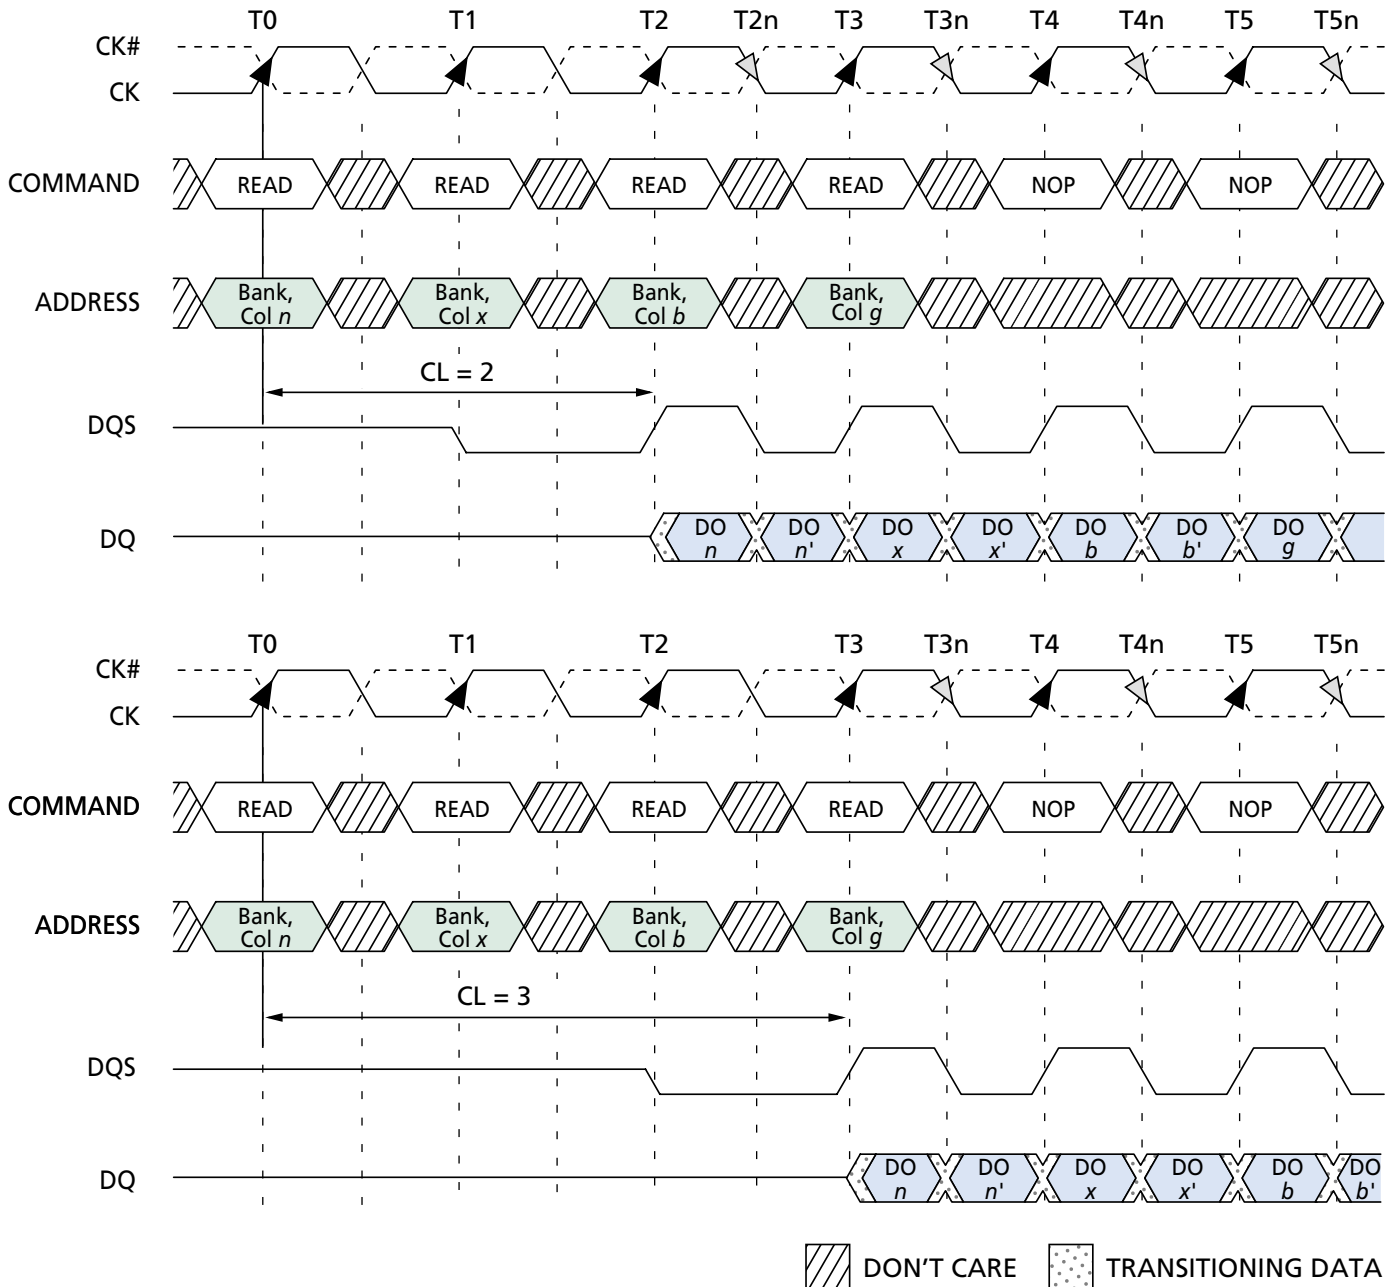 T0 T1 T2 T2n T3 T3n T4 T4n T5 T5n
CK#
CK
COMMAND READ READ READ READ NOP NOP
ADDRESS Bank, Col n Bank, Col x Bank, Col b Bank, Col g
CL = 2
DQS
DQ DO n DO n' DO x DO x' DO b DO b' DO g
T0 T1 T2 T3 T3n T4 T4n T5 T5n
CK#
CK
COMMAND READ READ READ READ NOP NOP
ADDRESS Bank, Col n Bank, Col x Bank, Col b Bank, Col g
CL = 3
DQS
DQ DO n DO n' DO x DO x' DO b DO b'
DON'T CARE TRANSITIONING DATA